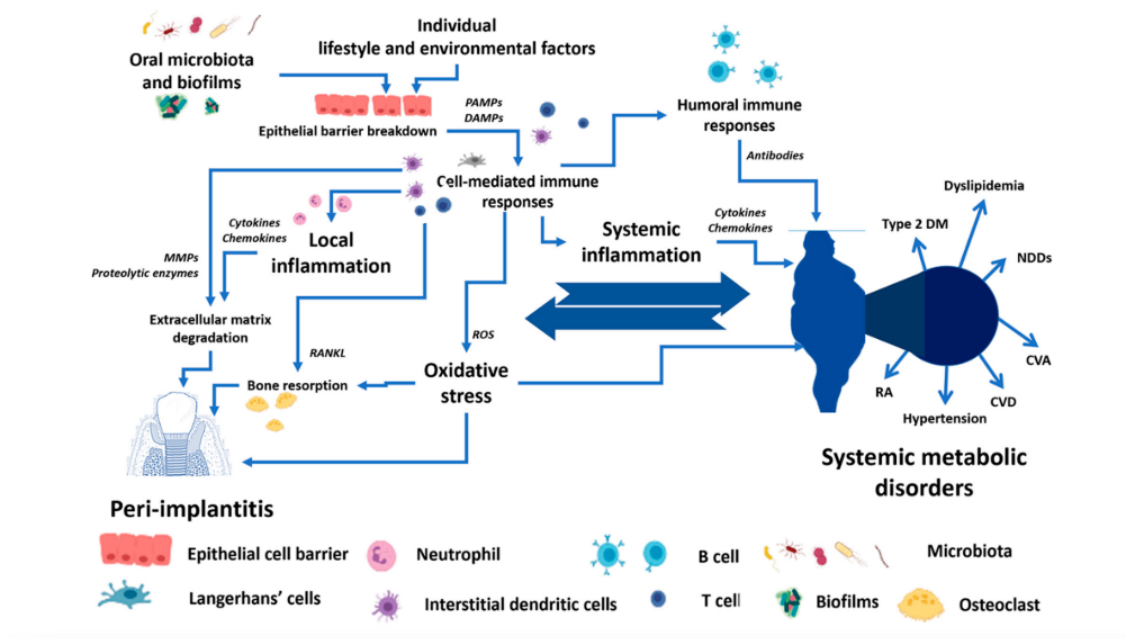 Individual
lifestyle and environmental factors
Oral microbiota
and biofilms
Epithelial barrier breakdown
PAMPs
DAMPs
Humoral immune
responses
Antibodies
Cell-mediated immune
responses
Cytokines
Chemokines
Local
inflammation
MMPs
Proteolytic enzymes
Systemic
inflammation
Cytokines
Chemokines
Dyslipidemia
Type 2 DM
NDDs
CVA
CVD
Hypertension
RA
Extracellular matrix
degradation
RANKL
ROS
Bone resorption
Oxidative
stress
Systemic metabolic
disorders
Peri-implantitis
Epithelial cell barrier
Neutrophil
B cell
Microbiota
Langerhans' cells
Interstitial dendritic cells
T cell
Biofilms
Osteoclast